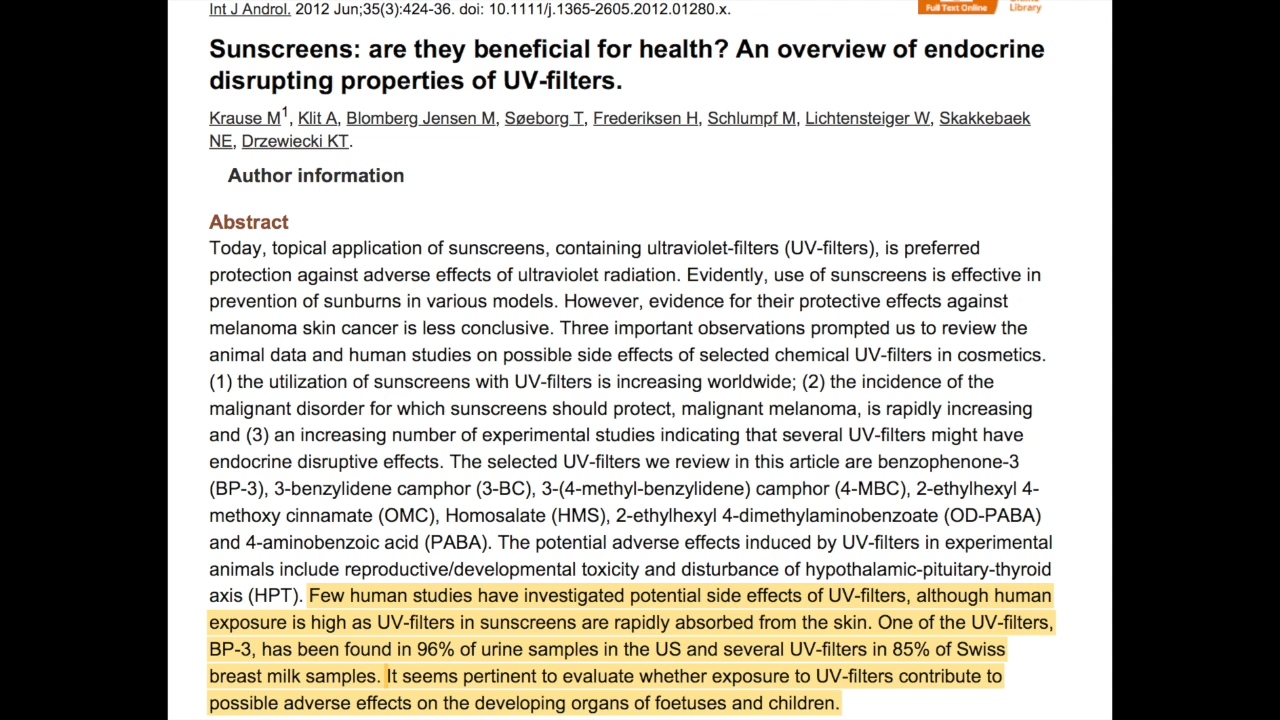 Int J Androl. 2012 Jun;35(3):424-36. doi: 10.1111/j.1365-2605.2012.01280.x.
Full Text Online
Library
Sunscreens: are they beneficial for health? An overview of endocrine
disrupting properties of UV-filters.
Krause M1, Klit A, Blomberg Jensen M, Søeborg T, Frederiksen H, Schlumpf M, Lichtensteiger W, Skakkebaek
NE, Drzewiecki KT.
Author information
Abstract
Today, topical application of sunscreens, containing ultraviolet-filters (UV-filters), is preferred
protection against adverse effects of ultraviolet radiation. Evidently, use of sunscreens is effective in
prevention of sunburns in various models. However, evidence for their protective effects against
melanoma skin cancer is less conclusive. Three important observations prompted us to review the
animal data and human studies on possible side effects of selected chemical UV-filters in cosmetics.
(1) the utilization of sunscreens with UV-filters is increasing worldwide; (2) the incidence of the
malignant disorder for which sunscreens should protect, malignant melanoma, is rapidly increasing
and (3) an increasing number of experimental studies indicating that several UV-filters might have
endocrine disruptive effects. The selected UV-filters we review in this article are benzophenone-3
(BP-3), 3-benzylidene camphor (3-BC), 3-(4-methyl-benzylidene) camphor (4-MBC), 2-ethylhexyl 4-
methoxy cinnamate (OMC), Homosalate (HMS), 2-ethylhexyl 4-dimethylaminobenzoate (OD-PABA)
and 4-aminobenzoic acid (PABA). The potential adverse effects induced by UV-filters in experimental
animals include reproductive/developmental toxicity and disturbance of hypothalamic-pituitary-thyroid
axis (HPT). Few human studies have investigated potential side effects of UV-filters, although human
exposure is high as UV-filters in sunscreens are rapidly absorbed from the skin. One of the UV-filters,
BP-3, has been found in 96% of urine samples in the US and several UV-filters in 85% of Swiss
breast milk samples. It seems pertinent to evaluate whether exposure to UV-filters contribute to
possible adverse effects on the developing organs of foetuses and children.